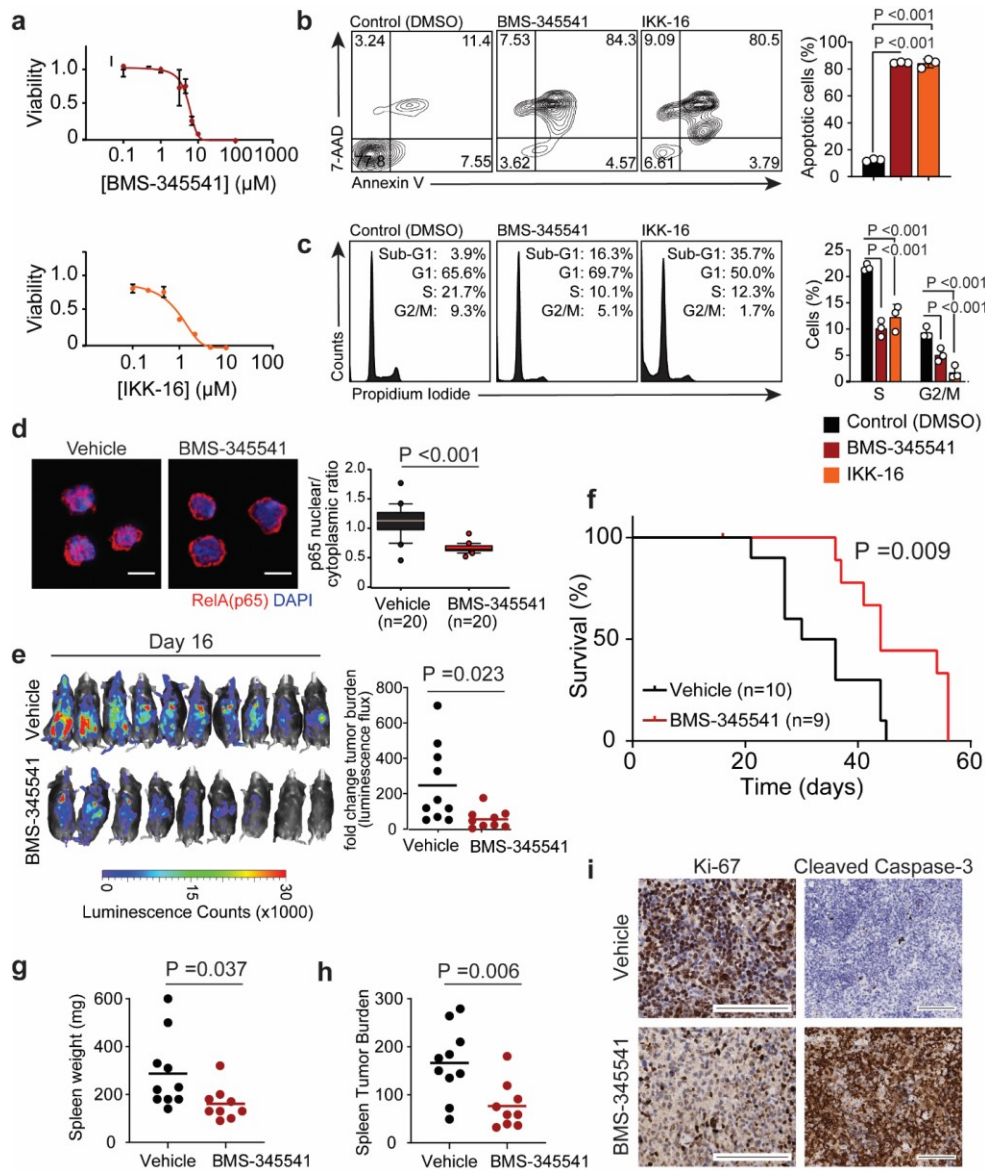 a
Viability
1.0
0.5
0
0.1
1
10
1001000
[BMS-345541] (µM)
Viability
1.0
0.5
0
0.1
1
10
[IKK-16] (µM)
b
Control (DMSO)
BMS-345541
IKK-16
3.24
11.4
7.53
84.3
9.09
80.5
77.8
7.55
3.62
4.57
6.61
3.79
7-AAD
Annexin V
P <0.001
P <0.001
Apoptotic cells (%)
100
80
60
40
20
0
c
Control (DMSO)
BMS-345541
IKK-16
Sub-G1: 3.9%
G1: 65.6%
S: 21.7%
G2/M: 9.3%
Sub-G1: 16.3%
G1: 69.7%
S: 10.1%
G2/M: 5.1%
Sub-G1: 35.7%
G1: 50.0%
S: 12.3%
G2/M: 1.7%
Counts
Propidium Iodide
P <0.001
P <0.001
P <0.001
P <0.001
Cells (%)
25
20
15
10
5
0
S
G2/M
Control (DMSO)
BMS-345541
IKK-16
d
Vehicle
BMS-345541
RelA(p65) DAPI
p65 nuclear/
cytoplasmic ratio
P <0.001
2.0
1.5
1.0
0.5
0
Vehicle
(n=20)
BMS-345541
(n=20)
e
Day 16
Vehicle
BMS-345541
0
15
30
Luminescence Counts (x1000)
P =0.023
fold change tumor burden
(luminescence flux)
800
600
400
200
0
Vehicle
BMS-345541
f
P =0.009
Survival (%)
100
50
0
Vehicle (n=10)
BMS-345541 (n=9)
0
20
40
60
Time (days)
g
P =0.037
Spleen weight (mg)
600
400
200
0
Vehicle
BMS-345541
h
P =0.006
Spleen Tumor Burden
300
200
100
0
Vehicle
BMS-345541
i
Ki-67
Cleaved Caspase-3
Vehicle
BMS-345541